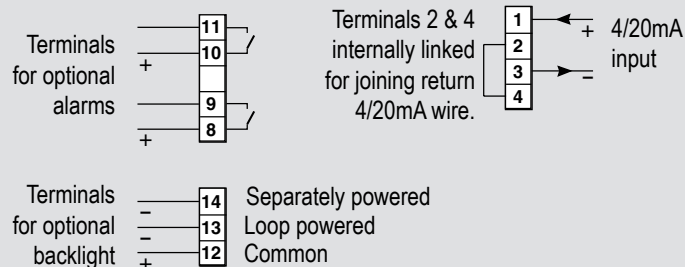 Terminals
for optional
alarms
+
+
11
10
9
8
Terminals 2 & 4
internally linked
for joining return
4/20mA wire.
1
2
3
4
+
–
4/20mA
input
Terminals
for optional
backlight
–
–
+
14 Separately powered
13 Loop powered
12 Common